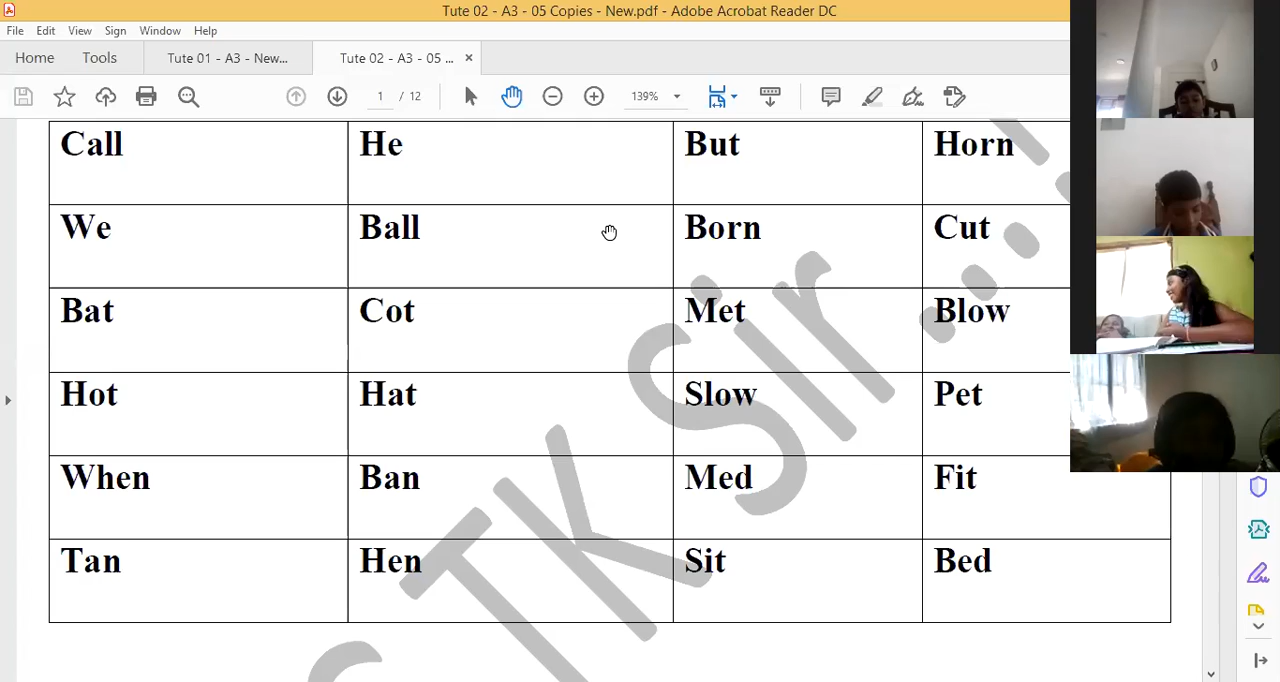 Tute 02 - A3 - 05 Copies - New.pdf - Adobe Acrobat Reader DC
File Edit View Sign Window Help
Home Tools Tute 01 - A3 - New... Tute 02 - A3 - 05 ... ×
1 / 12 139%
Call He But Horn
We Ball Born Cut
Bat Cot Met Blow
Hot Hat Slow Pet
When Ban Med Fit
Tan Hen Sit Bed
TK Sir...!